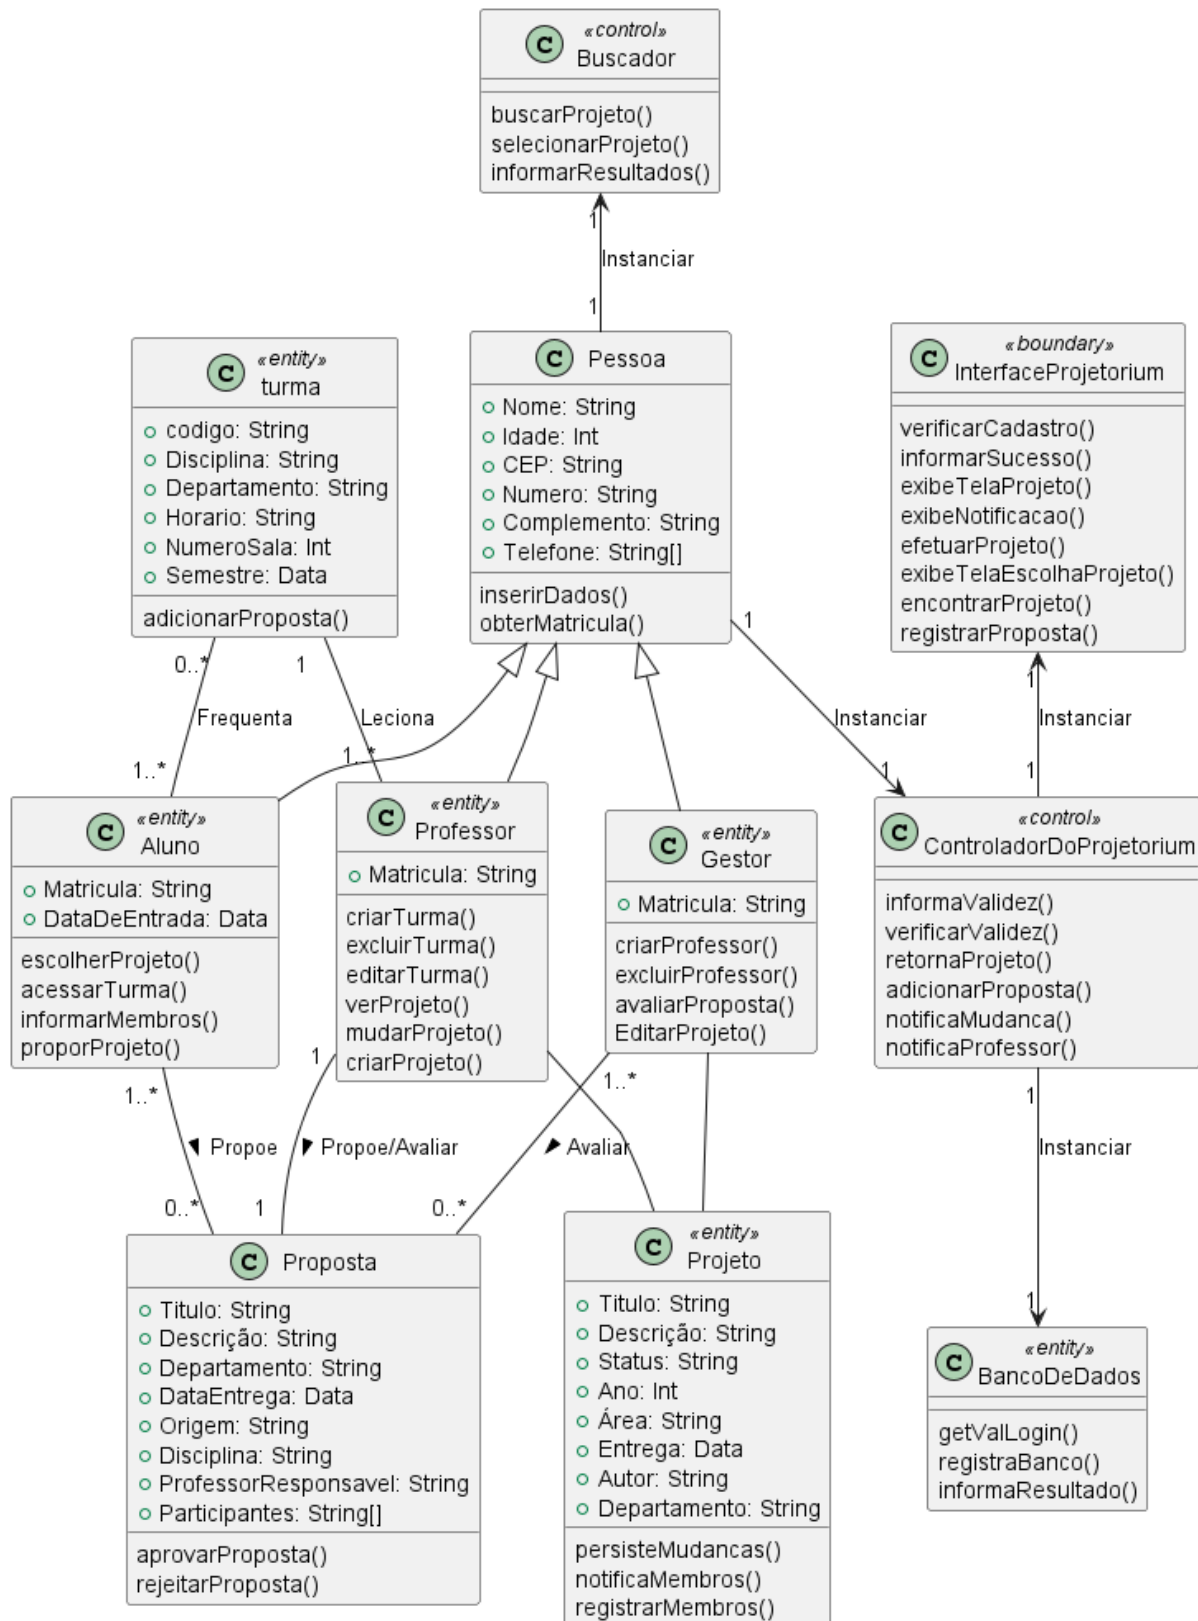 «control»
C Buscador
buscarProjeto()
selecionarProjeto()
informarResultados()
1
Instanciar
1
«entity»
C turma
codigo: String
Disciplina: String
Departamento: String
Horario: String
NumeroSala: Int
Semestre: Data
adicionarProposta()
C Pessoa
Nome: String
Idade: Int
CEP: String
Numero: String
Complemento: String
Telefone: String[]
inserirDados()
obterMatricula()
«boundary»
C InterfaceProjetorium
verificarCadastro()
informarSucesso()
exibeTelaProjeto()
exibeNotificacao()
efetuarProjeto()
exibeTelaEscolhaProjeto()
encontrarProjeto()
registrarProposta()
0..*
Frequenta
1..*
1
Leciona
1..*
1
Instanciar
1
1
Instanciar
1
«entity»
C Aluno
Matricula: String
DataDeEntrada: Data
escolherProjeto()
acessarTurma()
informarMembros()
proporProjeto()
«entity»
C Professor
Matricula: String
criarTurma()
excluirTurma()
editarTurma()
verProjeto()
mudarProjeto()
criarProjeto()
«entity»
C Gestor
Matricula: String
criarProfessor()
excluirProfessor()
avaliarProposta()
EditarProjeto()
«control»
C ControladorDoProjetorium
informaValidez()
verificarValidez()
retornaProjeto()
adicionarProposta()
notificaMudanca()
notificaProfessor()
1..*
Propoe
0..*
1
Propoe/Avaliar
1
1..*
Avaliar
0..*
1
Instanciar
1
C Proposta
Titulo: String
Descrição: String
Departamento: String
DataEntrega: Data
Origem: String
Disciplina: String
ProfessorResponsavel: String
Participantes: String[]
aprovarProposta()
rejeitarProposta()
«entity»
C Projeto
Titulo: String
Descrição: String
Status: String
Ano: Int
Área: String
Entrega: Data
Autor: String
Departamento: String
persisteMudancas()
notificaMembros()
registrarMembros()
«entity»
C BancoDeDados
getValLogin()
registraBanco()
informaResultado()